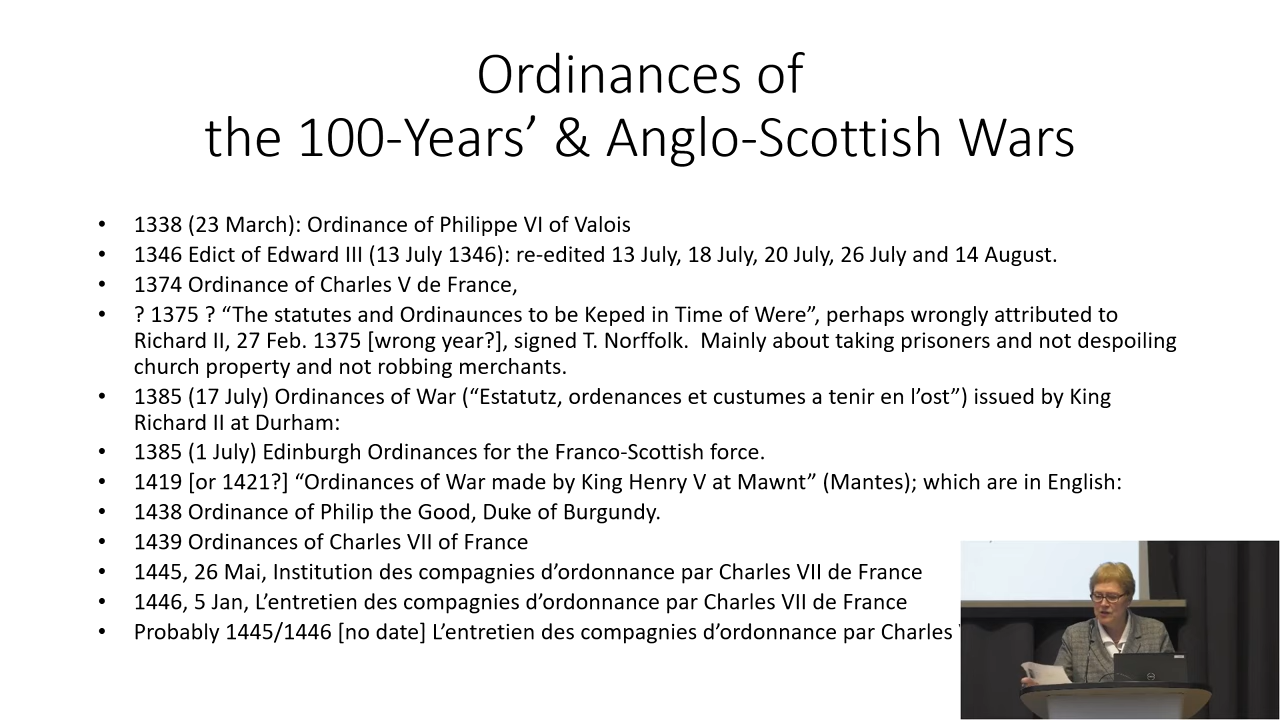 Ordinances of
the 100-Years’ & Anglo-Scottish Wars
• 1338 (23 March): Ordinance of Philippe VI of Valois
• 1346 Edict of Edward III (13 July 1346): re-edited 13 July, 18 July, 20 July, 26 July and 14 August.
• 1374 Ordinance of Charles V de France,
• ? 1375 ? “The statutes and Ordinaunces to be Keped in Time of Were”, perhaps wrongly attributed to
Richard II, 27 Feb. 1375 [wrong year?], signed T. Norffolk.  Mainly about taking prisoners and not despoiling
church property and not robbing merchants.
• 1385 (17 July) Ordinances of War (“Estatutz, ordenances et custumes a tenir en l’ost”) issued by King
Richard II at Durham:
• 1385 (1 July) Edinburgh Ordinances for the Franco-Scottish force.
• 1419 [or 1421?] “Ordinances of War made by King Henry V at Mawnt” (Mantes); which are in English:
• 1438 Ordinance of Philip the Good, Duke of Burgundy.
• 1439 Ordinances of Charles VII of France
• 1445, 26 Mai, Institution des compagnies d’ordonnance par Charles VII de France
• 1446, 5 Jan, L’entretien des compagnies d’ordonnance par Charles VII de France
• Probably 1445/1446 [no date] L’entretien des compagnies d’ordonnance par Charles